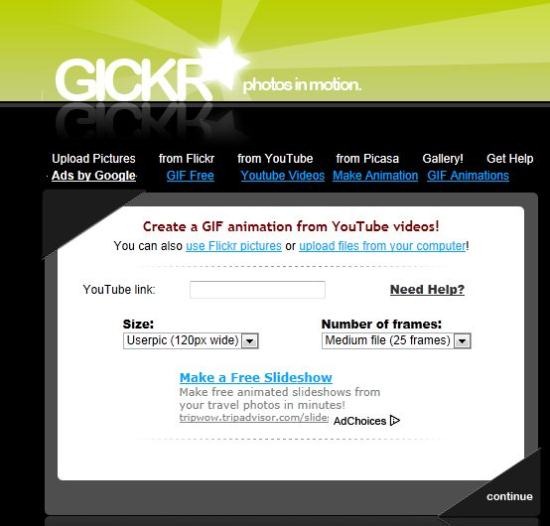 GICKR photos in motion.
Upload Pictures from Flickr from YouTube from Picasa Gallery! Get Help
Ads by Google GIF Free Youtube Videos Make Animation GIF Animations
Create a GIF animation from YouTube videos!
You can also use Flickr pictures or upload files from your computer!
YouTube link: Need Help?
Size: Number of frames:
Userpic (120px wide) Medium file (25 frames)
Make a Free Slideshow
Make free animated slideshows from
your travel photos in minutes!
tripwow.tripadvisor.com/slide AdChoices
continue